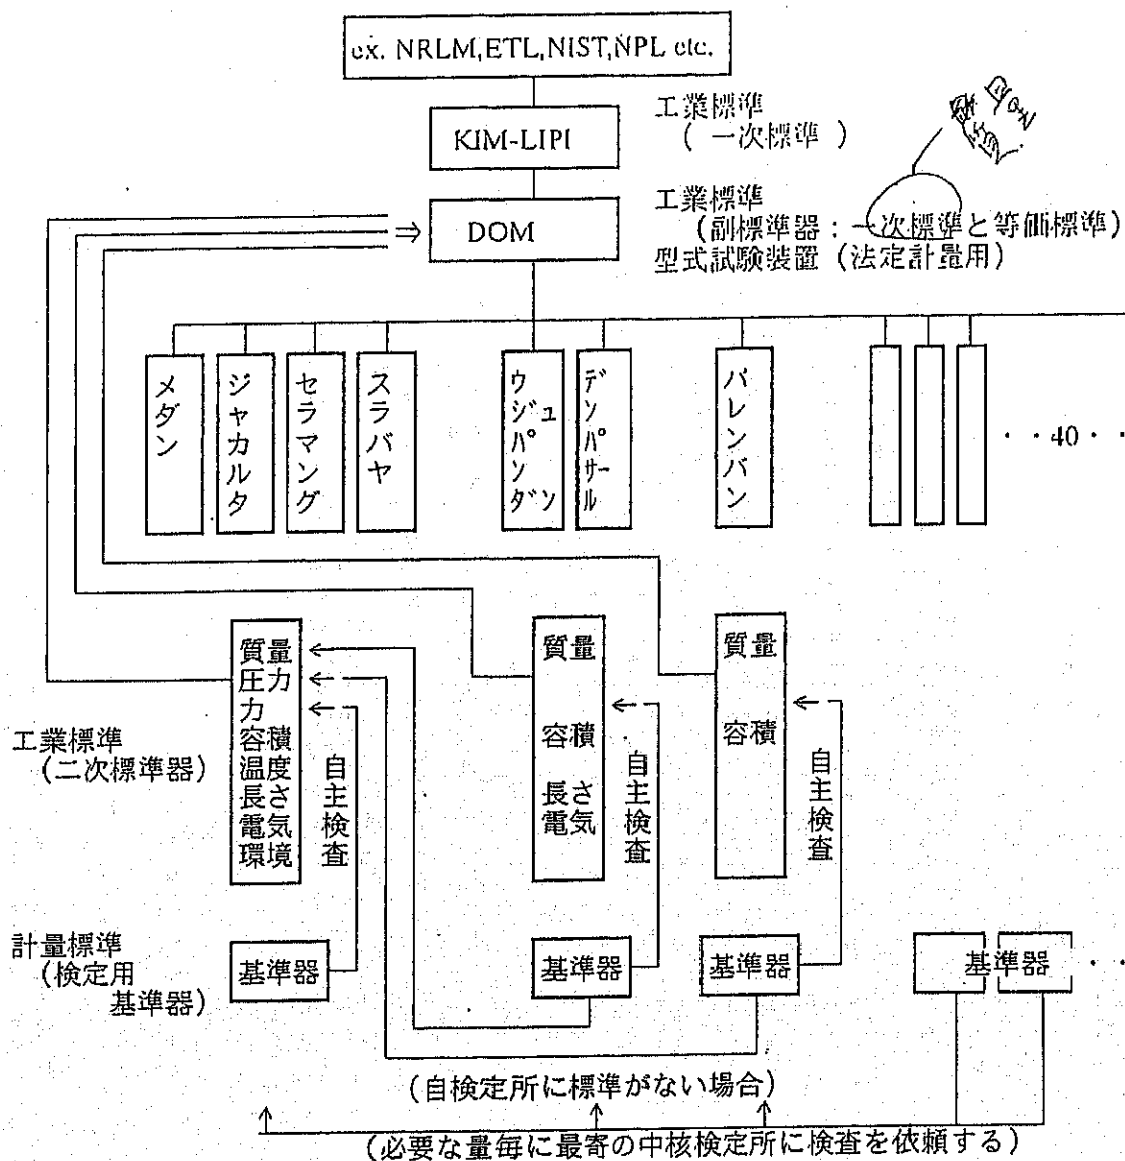 ex. NRLM,ETL,NIST,NPL etc.
KIM-LIPI
工業標準
（一次標準）
DOM
工業標準
（副標準器：一次標準と等価標準）
型式試験装置（法定計量用）
メダン
ジャカルタ
セラマング
スラバヤ
ウジュパンダン
デンパサール
パレンバン
・・40・・
工業標準
（二次標準器）
質量
圧力
力
容積
温度
長さ
電気
環境
自主検査
質量
容積
長さ
電気
自主検査
質量
容積
自主検査
計量標準
（検定用
基準器）
基準器
基準器
基準器
基準器
・・
（自検定所に標準がない場合）
（必要な量毎に最寄の中核検定所に検査を依頼する）